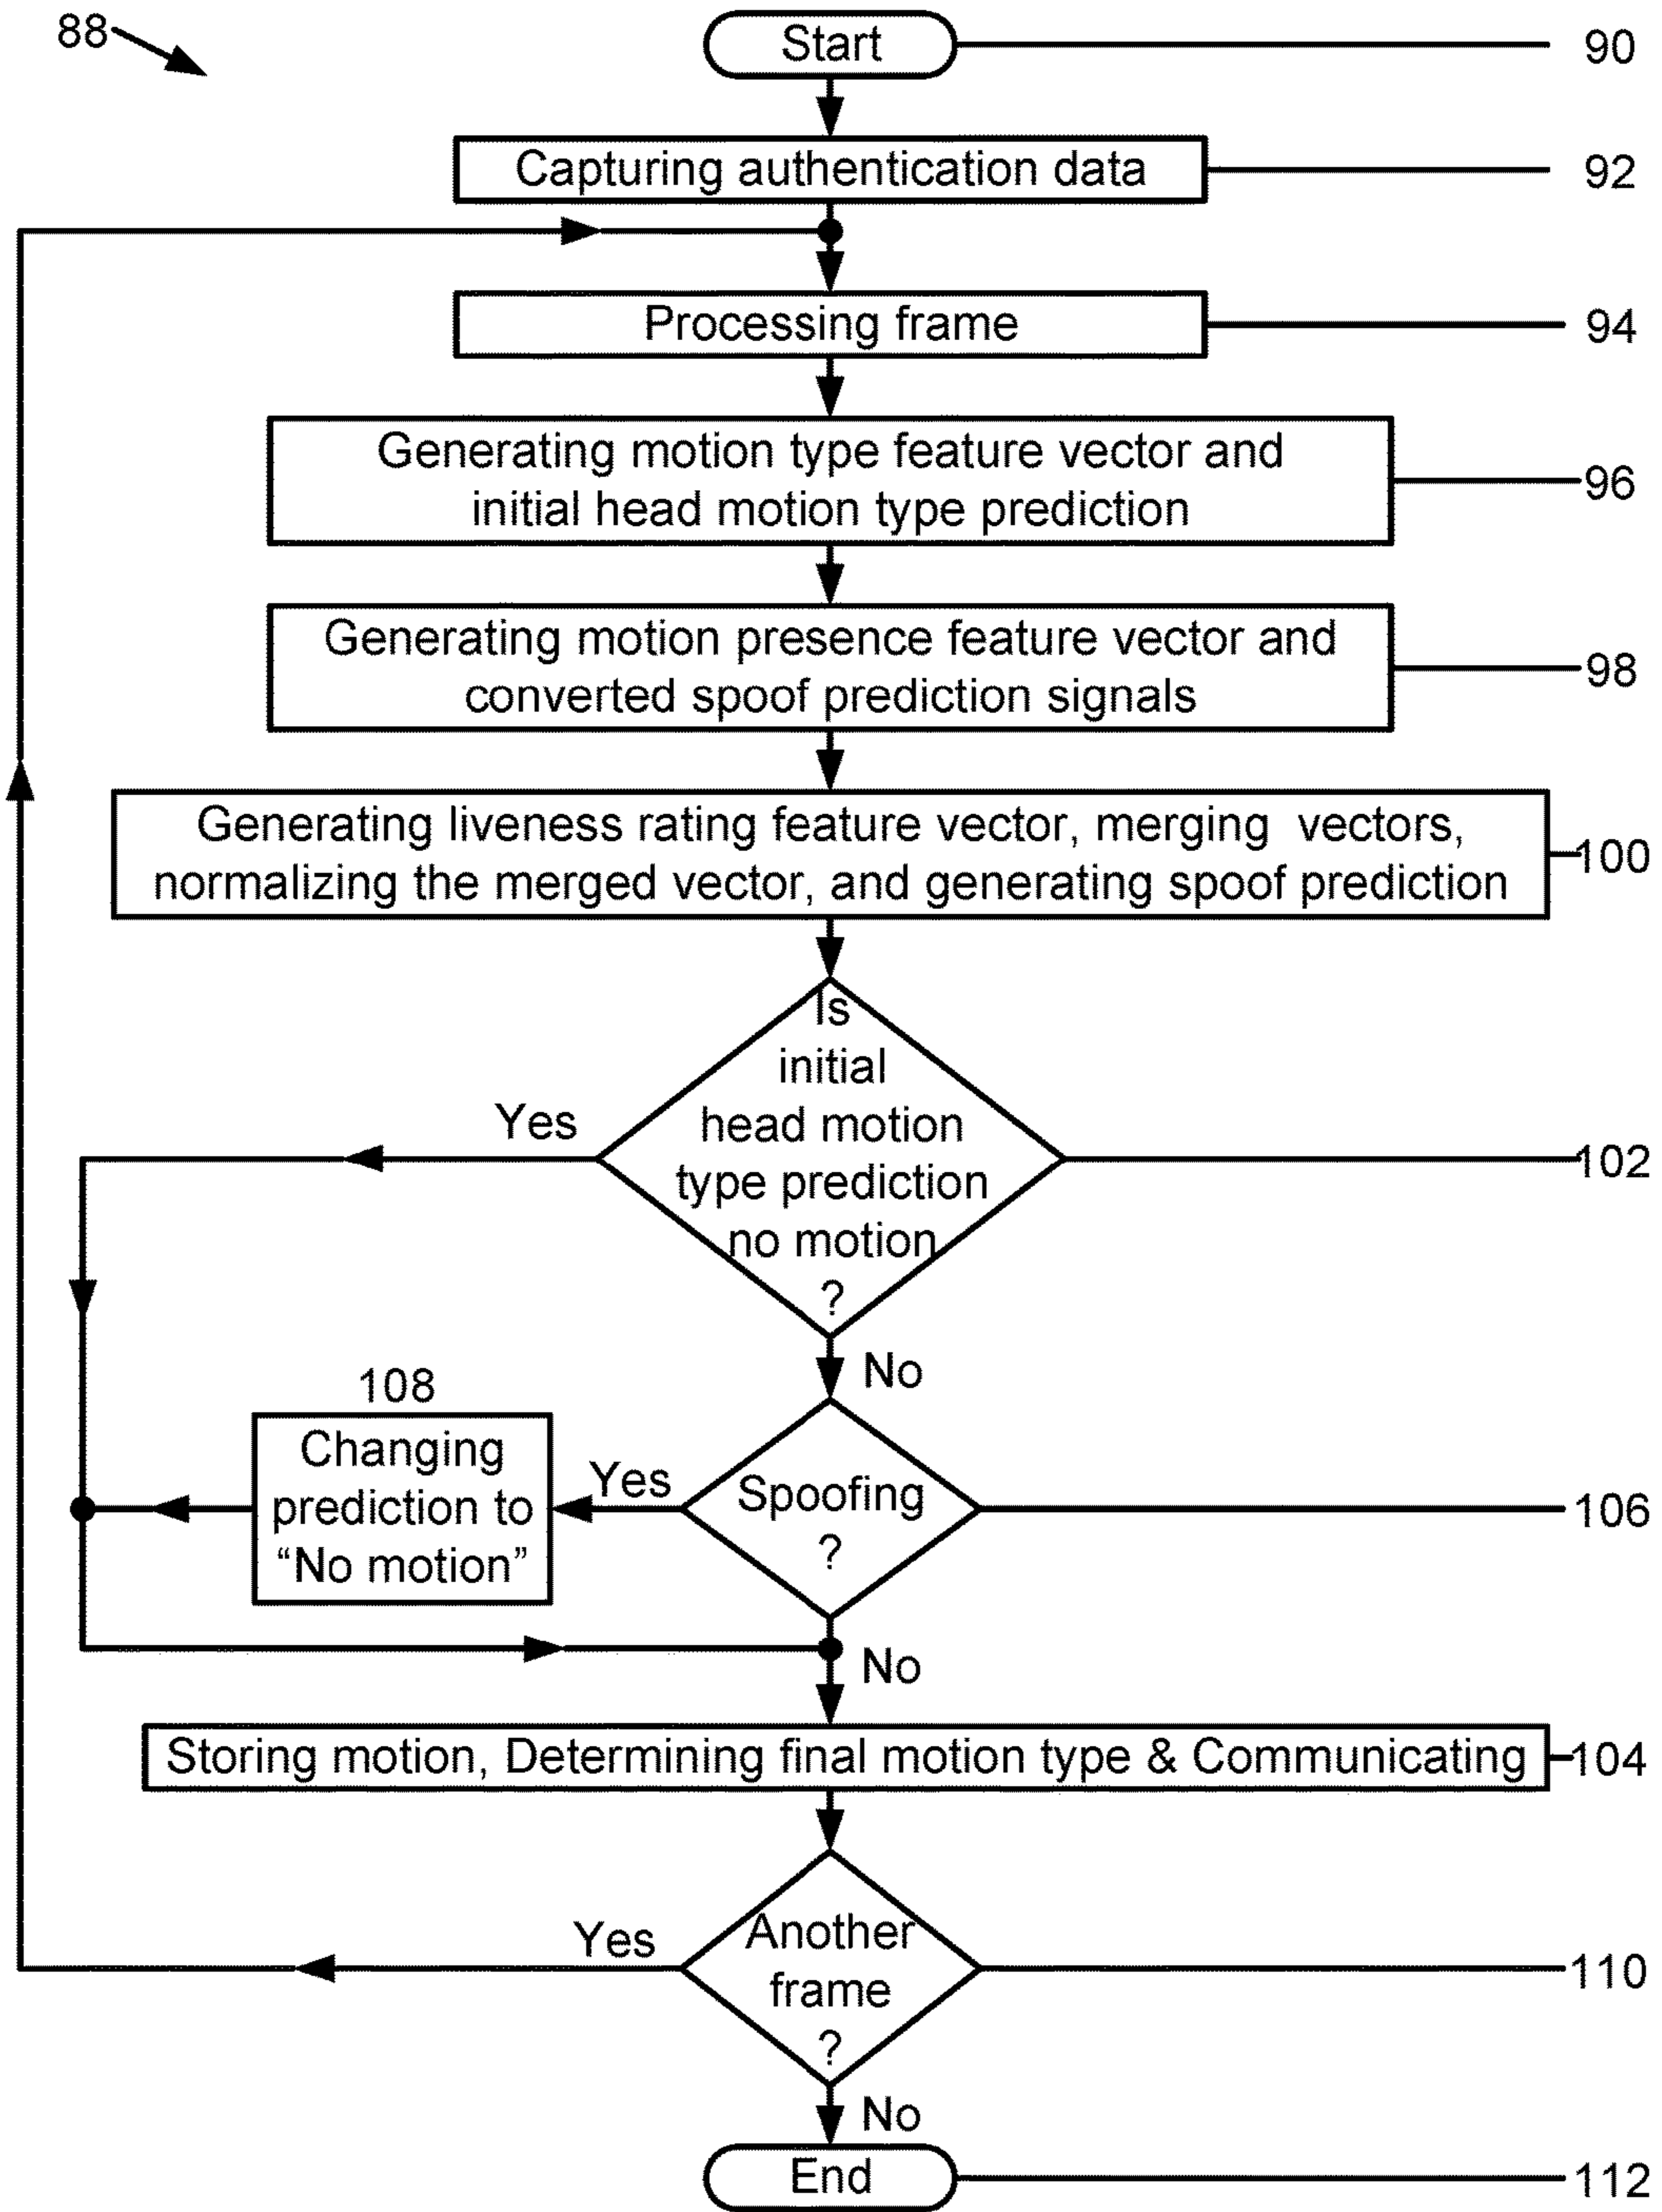 88
Start
90
Capturing authentication data
92
Processing frame
94
Generating motion type feature vector and
initial head motion type prediction
96
Generating motion presence feature vector and
converted spoof prediction signals
98
Generating liveness rating feature vector, merging vectors,
normalizing the merged vector, and generating spoof prediction
100
Is
initial
head motion
type prediction
no motion
?
Yes
102
No
108
Changing
prediction to
“No motion”
Yes
Spoofing
?
106
No
Storing motion, Determining final motion type & Communicating
104
Yes
Another
frame
?
110
No
End
112